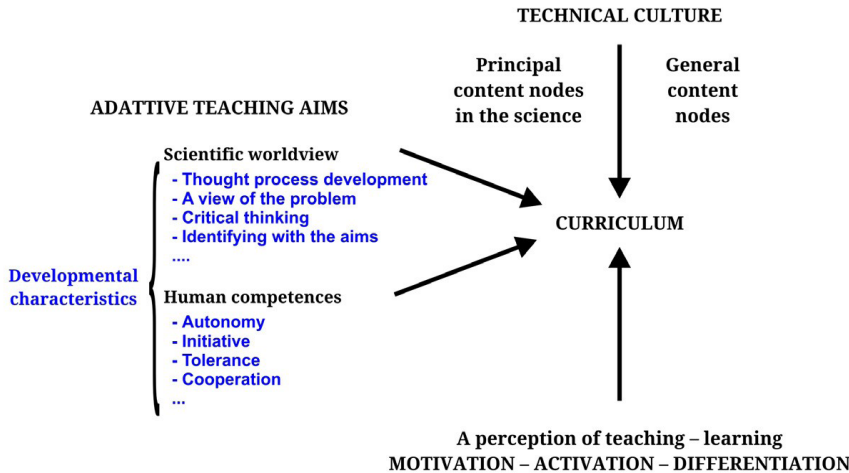 TECHNICAL CULTURE
Principal
content nodes
in the science
General
content
nodes
ADATTIVE TEACHING AIMS
Scientific worldview
- Thought process development
- A view of the problem
- Critical thinking
- Identifying with the aims
....
CURRICULUM
Developmental
characteristics
Human competences
- Autonomy
- Initiative
- Tolerance
- Cooperation
...
A perception of teaching – learning
MOTIVATION – ACTIVATION – DIFFERENTIATION